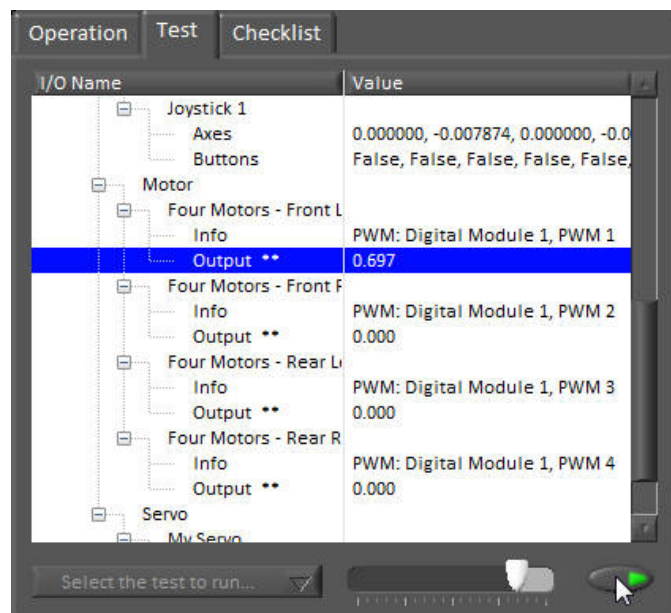 Operation Test Checklist
I/O Name Value
Joystick 1
Axes 0.000000, -0.007874, 0.000000, -0.0
Buttons False, False, False, False, False,
Motor
Four Motors - Front L
Info PWM: Digital Module 1, PWM 1
Output ** 0.697
Four Motors - Front R
Info PWM: Digital Module 1, PWM 2
Output ** 0.000
Four Motors - Rear Le
Info PWM: Digital Module 1, PWM 3
Output ** 0.000
Four Motors - Rear R
Info PWM: Digital Module 1, PWM 4
Output ** 0.000
Servo
My Servo
Select the test to run...